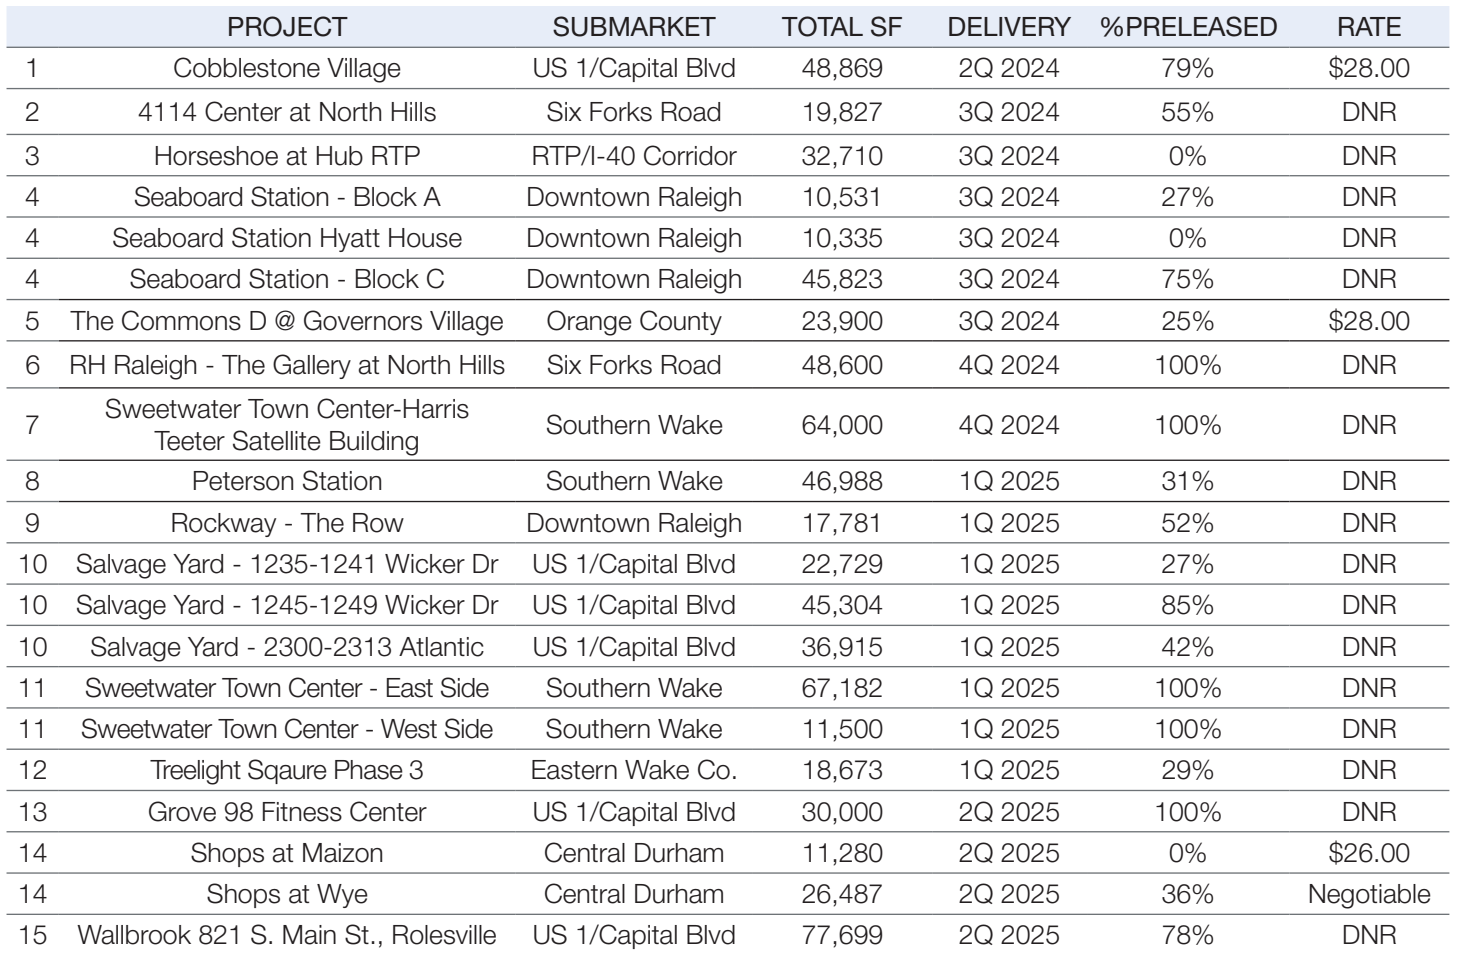 PROJECT SUBMARKET TOTAL SF DELIVERY %PRELEASED RATE
1 Cobblestone Village US 1/Capital Blvd 48,869 2Q 2024 79% $28.00
2 4114 Center at North Hills Six Forks Road 19,827 3Q 2024 55% DNR
3 Horseshoe at Hub RTP RTP/I-40 Corridor 32,710 3Q 2024 0% DNR
4 Seaboard Station - Block A Downtown Raleigh 10,531 3Q 2024 27% DNR
4 Seaboard Station Hyatt House Downtown Raleigh 10,335 3Q 2024 0% DNR
4 Seaboard Station - Block C Downtown Raleigh 45,823 3Q 2024 75% DNR
5 The Commons D @ Governors Village Orange County 23,900 3Q 2024 25% $28.00
6 RH Raleigh - The Gallery at North Hills Six Forks Road 48,600 4Q 2024 100% DNR
7 Sweetwater Town Center-Harris
Teeter Satellite Building Southern Wake 64,000 4Q 2024 100% DNR
8 Peterson Station Southern Wake 46,988 1Q 2025 31% DNR
9 Rockway - The Row Downtown Raleigh 17,781 1Q 2025 52% DNR
10 Salvage Yard - 1235-1241 Wicker Dr US 1/Capital Blvd 22,729 1Q 2025 27% DNR
10 Salvage Yard - 1245-1249 Wicker Dr US 1/Capital Blvd 45,304 1Q 2025 85% DNR
10 Salvage Yard - 2300-2313 Atlantic US 1/Capital Blvd 36,915 1Q 2025 42% DNR
11 Sweetwater Town Center - East Side Southern Wake 67,182 1Q 2025 100% DNR
11 Sweetwater Town Center - West Side Southern Wake 11,500 1Q 2025 100% DNR
12 Treelight Sqaure Phase 3 Eastern Wake Co. 18,673 1Q 2025 29% DNR
13 Grove 98 Fitness Center US 1/Capital Blvd 30,000 2Q 2025 100% DNR
14 Shops at Maizon Central Durham 11,280 2Q 2025 0% $26.00
14 Shops at Wye Central Durham 26,487 2Q 2025 36% Negotiable
15 Wallbrook 821 S. Main St., Rolesville US 1/Capital Blvd 77,699 2Q 2025 78% DNR